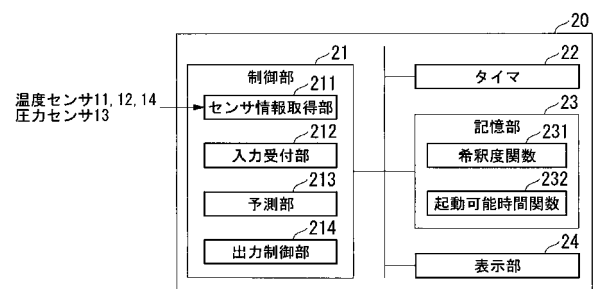 20
21
制御部
211
センサ情報取得部
温度センサ11, 12, 14
圧力センサ13
212
入力受付部
213
予測部
214
出力制御部
22
タイマ
23
記憶部
231
希釈度関数
232
起動可能時間関数
24
表示部